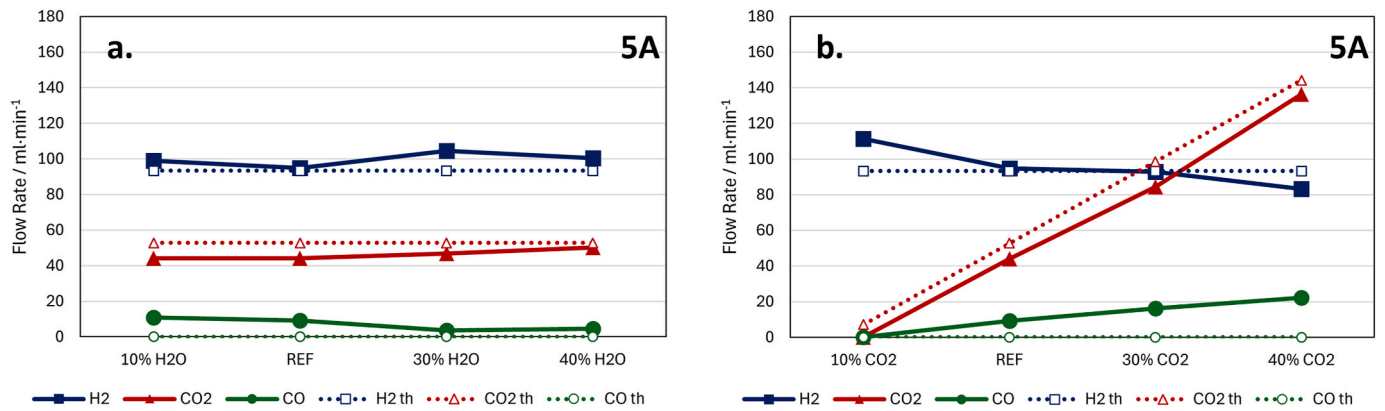 a.
5A
Flow Rate / ml·min⁻¹
180
160
140
120
100
80
60
40
20
0
10% H2O REF 30% H2O 40% H2O
H2 CO2 CO H2 th CO2 th CO th
b.
5A
Flow Rate / ml·min⁻¹
180
160
140
120
100
80
60
40
20
0
10% CO2 REF 30% CO2 40% CO2
H2 CO2 CO H2 th CO2 th CO th